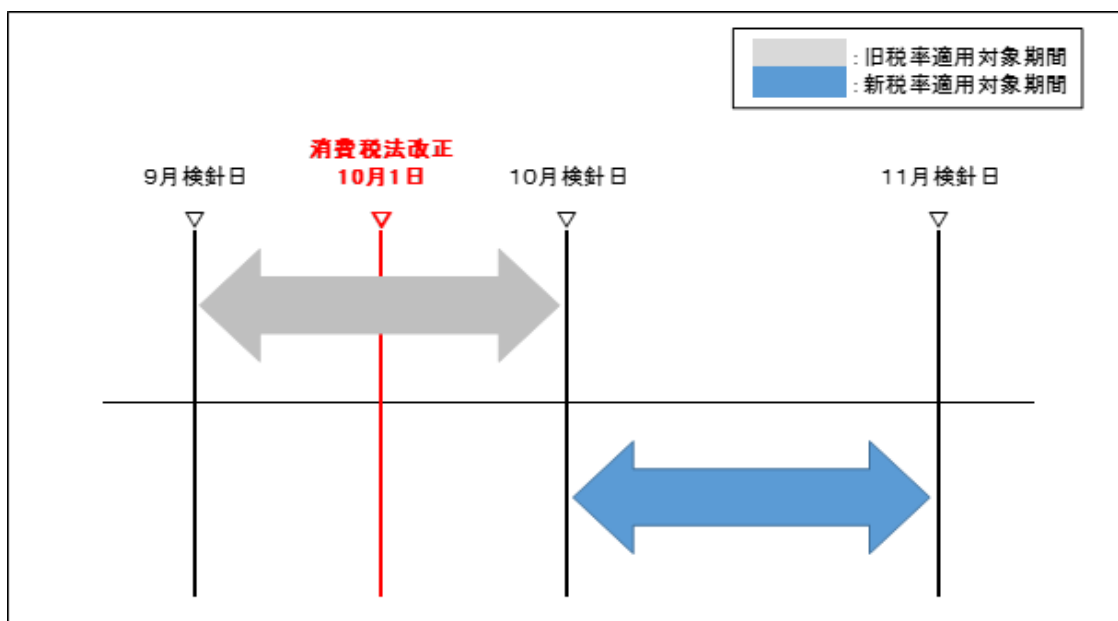 ：旧税率適用対象期間
：新税率適用対象期間
消費税法改正
9月検針日
10月1日
10月検針日
11月検針日